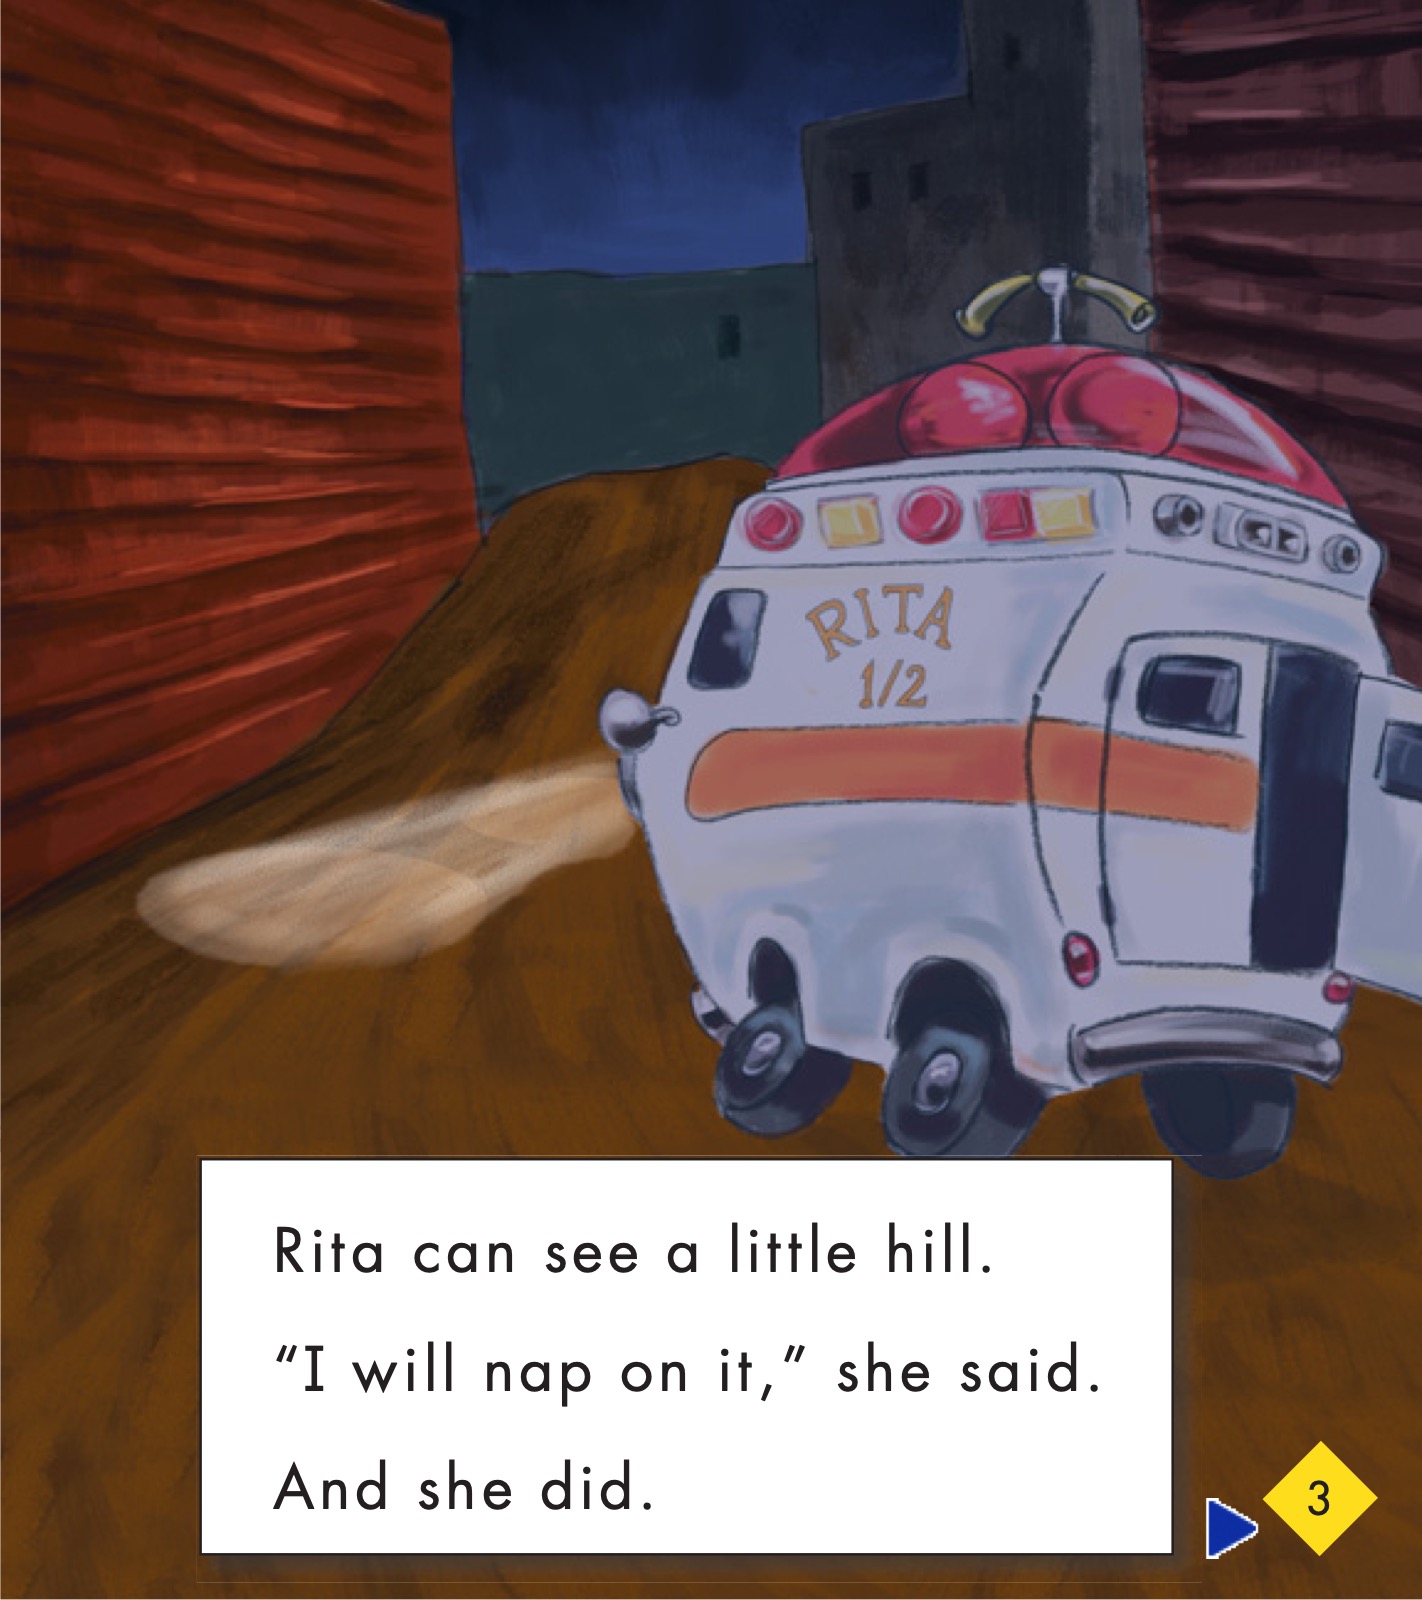 RITA
1/2
Rita can see a little hill.
“I will nap on it,” she said.
And she did.
3